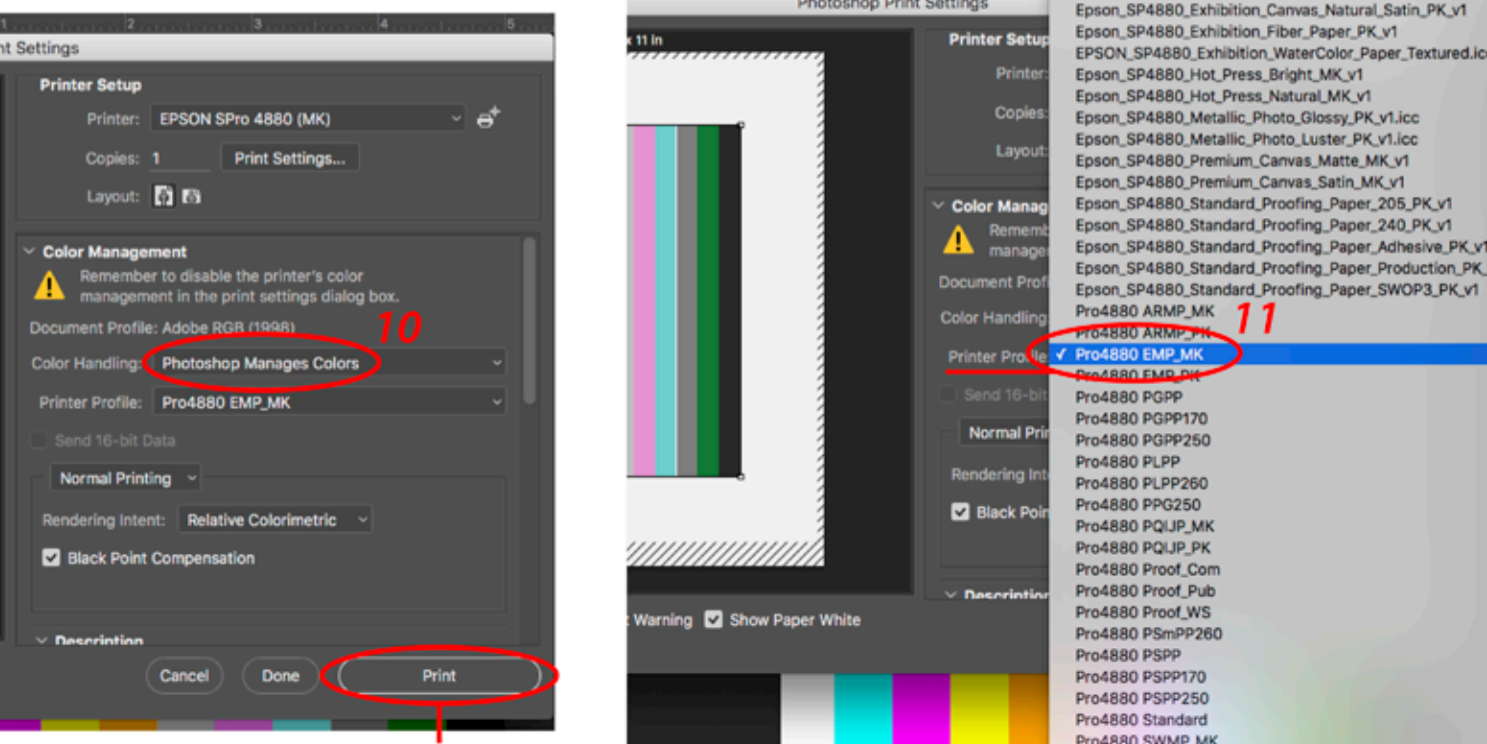 1 2 3 4 5
nt Settings
Printer Setup
Printer: EPSON SPro 4880 (MK)
Copies: 1 Print Settings...
Layout:
Color Management
Remember to disable the printer's color
management in the print settings dialog box.
Document Profile: Adobe RGB (1998)
10
Color Handling: Photoshop Manages Colors
Printer Profile: Pro4880 EMP_MK
Send 16-bit Data
Normal Printing
Rendering Intent: Relative Colorimetric
Black Point Compensation
Description
Cancel Done Print
Photoshop Print Settings
x 11 in
Printer Setup
Printer:
Copies:
Layout:
Color Manag
Rememb
manage
Document Profi
Color Handling:
Printer Profile:
Send 16-bit
Normal Prin
Rendering Int
Black Poin
Description
t Warning Show Paper White
Epson_SP4880_Exhibition_Canvas_Natural_Satin_PK_v1
Epson_SP4880_Exhibition_Fiber_Paper_PK_v1
EPSON_SP4880_Exhibition_WaterColor_Paper_Textured.icc
Epson_SP4880_Hot_Press_Bright_MK_v1
Epson_SP4880_Hot_Press_Natural_MK_v1
Epson_SP4880_Metallic_Photo_Glossy_PK_v1.icc
Epson_SP4880_Metallic_Photo_Luster_PK_v1.icc
Epson_SP4880_Premium_Canvas_Matte_MK_v1
Epson_SP4880_Premium_Canvas_Satin_MK_v1
Epson_SP4880_Standard_Proofing_Paper_205_PK_v1
Epson_SP4880_Standard_Proofing_Paper_240_PK_v1
Epson_SP4880_Standard_Proofing_Paper_Adhesive_PK_v1
Epson_SP4880_Standard_Proofing_Paper_Production_PK_
Epson_SP4880_Standard_Proofing_Paper_SWOP3_PK_v1
Pro4880 ARMP_MK
11
Pro4880 ARMP_PK
✓ Pro4880 EMP_MK
Pro4880 EMP_PK
Pro4880 PGPP
Pro4880 PGPP170
Pro4880 PGPP250
Pro4880 PLPP
Pro4880 PLPP260
Pro4880 PPG250
Pro4880 PQIJP_MK
Pro4880 PQIJP_PK
Pro4880 Proof_Com
Pro4880 Proof_Pub
Pro4880 Proof_WS
Pro4880 PSmPP260
Pro4880 PSPP
Pro4880 PSPP170
Pro4880 PSPP250
Pro4880 Standard
Pro4880 SWMP_MK